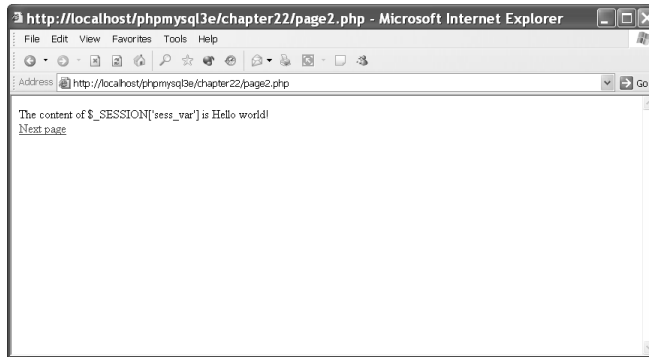 http://localhost/phpmysql3e/chapter22/page2.php - Microsoft Internet Explorer
File Edit View Favorites Tools Help
Address http://localhost/phpmysql3e/chapter22/page2.php Go
The content of $_SESSION['sess_var'] is Hello world!
Next page